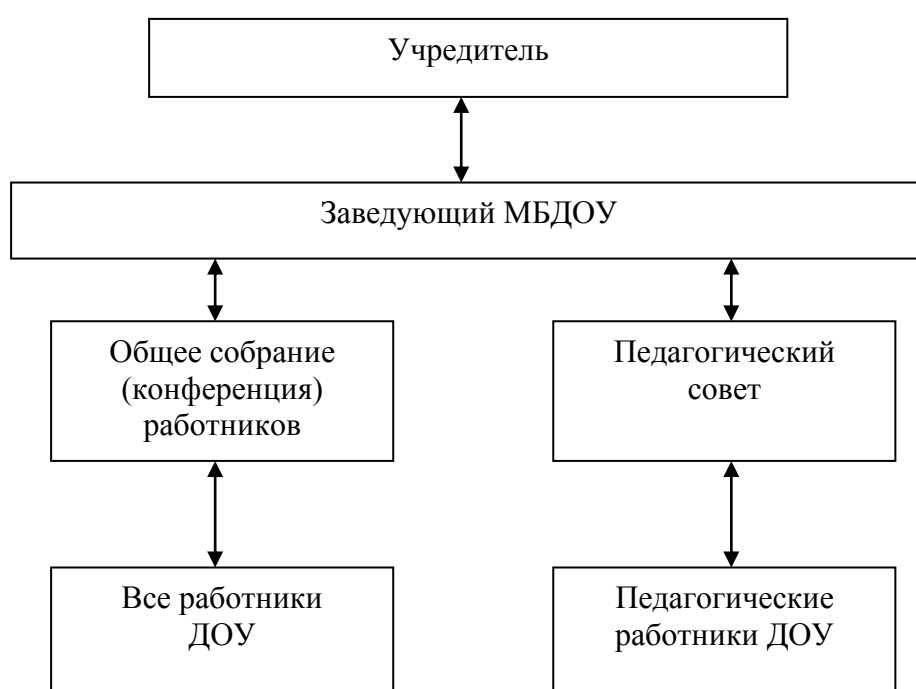 Учредитель
Заведующий МБДОУ
Общее собрание
(конференция)
работников
Педагогический
совет
Все работники
ДОУ
Педагогические
работники ДОУ